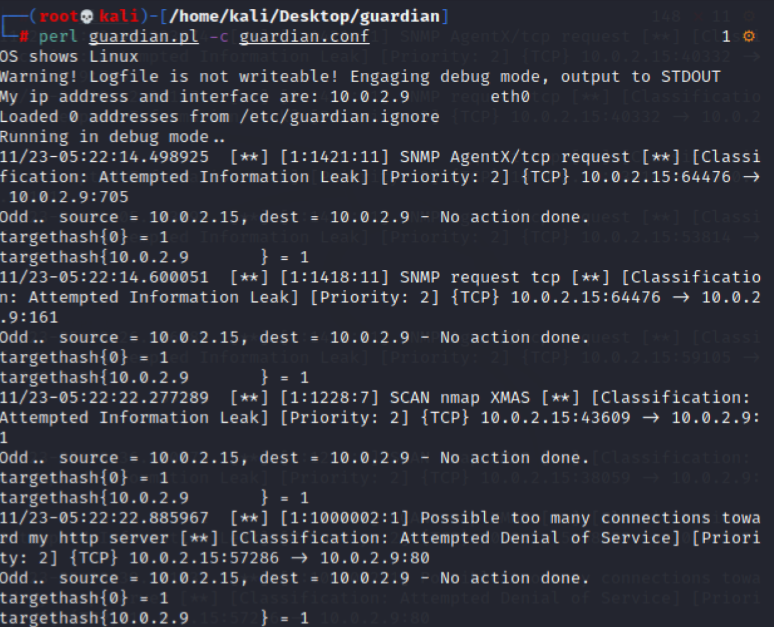 ┌──(root💀kali)-[/home/kali/Desktop/guardian]
└─# perl guardian.pl -c guardian.conf 1 ⚙
OS shows Linux
Warning! Logfile is not writeable! Engaging debug mode, output to STDOUT
My ip address and interface are: 10.0.2.9        eth0
Loaded 0 addresses from /etc/guardian.ignore
Running in debug mode..
11/23-05:22:14.498925  [**] [1:1421:11] SNMP AgentX/tcp request [**] [Classi
fication: Attempted Information Leak] [Priority: 2] {TCP} 10.0.2.15:64476 →
 10.0.2.9:705
Odd.. source = 10.0.2.15, dest = 10.0.2.9 - No action done.
targethash{0} = 1
targethash{10.0.2.9       } = 1
11/23-05:22:14.600051  [**] [1:1418:11] SNMP request tcp [**] [Classificatio
n: Attempted Information Leak] [Priority: 2] {TCP} 10.0.2.15:64476 → 10.0.2
.9:161
Odd.. source = 10.0.2.15, dest = 10.0.2.9 - No action done.
targethash{0} = 1
targethash{10.0.2.9       } = 1
11/23-05:22:22.277289  [**] [1:1228:7] SCAN nmap XMAS [**] [Classification:
Attempted Information Leak] [Priority: 2] {TCP} 10.0.2.15:43609 → 10.0.2.9:
1
Odd.. source = 10.0.2.15, dest = 10.0.2.9 - No action done.
targethash{0} = 1
targethash{10.0.2.9       } = 1
11/23-05:22:22.885967  [**] [1:1000002:1] Possible too many connections towa
rd my http server [**] [Classification: Attempted Denial of Service] [Priori
ty: 2] {TCP} 10.0.2.15:57286 → 10.0.2.9:80
Odd.. source = 10.0.2.15, dest = 10.0.2.9 - No action done.
targethash{0} = 1
targethash{10.0.2.9       } = 1